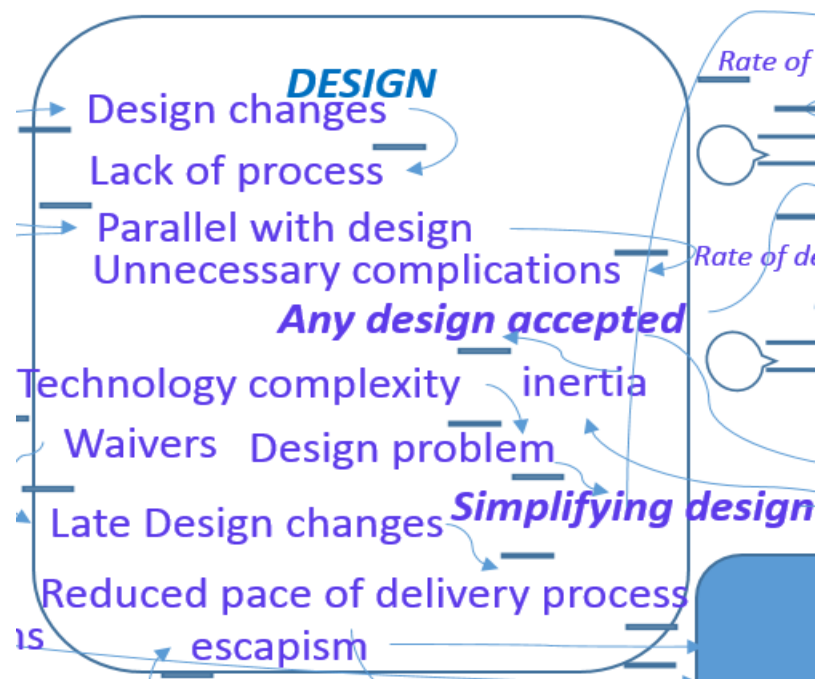 DESIGN
Rate of
Design changes
Lack of process
Parallel with design
Rate of de
Unnecessary complications
Any design accepted
Technology complexity
inertia
Waivers
Design problem
Simplifying design
Late Design changes
Reduced pace of delivery process
ns
escapism